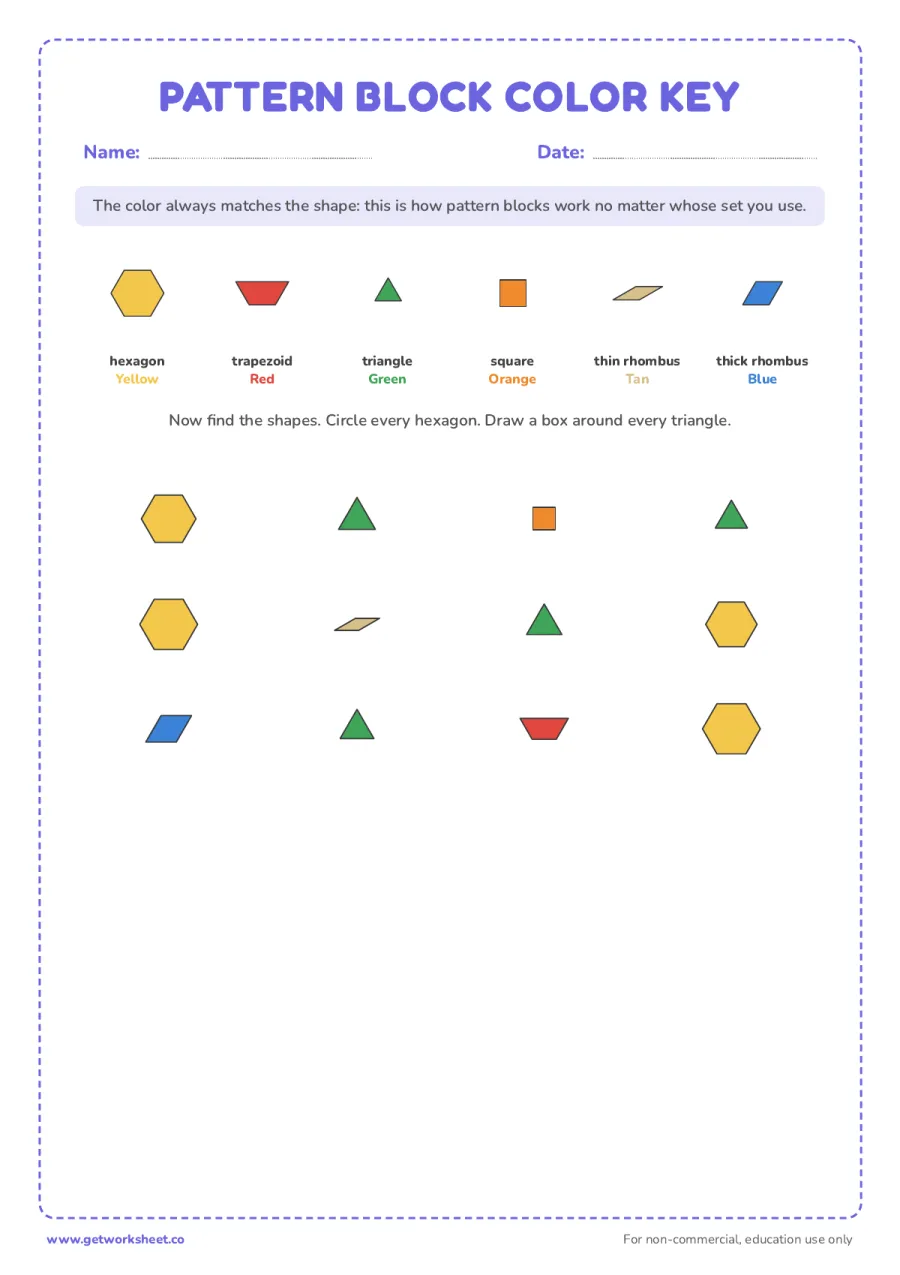 PATTERN BLOCK COLOR KEY
Name: Date:
The color always matches the shape: this is how pattern blocks work no matter whose set you use.
hexagon trapezoid triangle square thin rhombus thick rhombus
Yellow Red Green Orange Tan Blue
Now find the shapes. Circle every hexagon. Draw a box around every triangle.
www.getworksheet.co For non-commercial, education use only